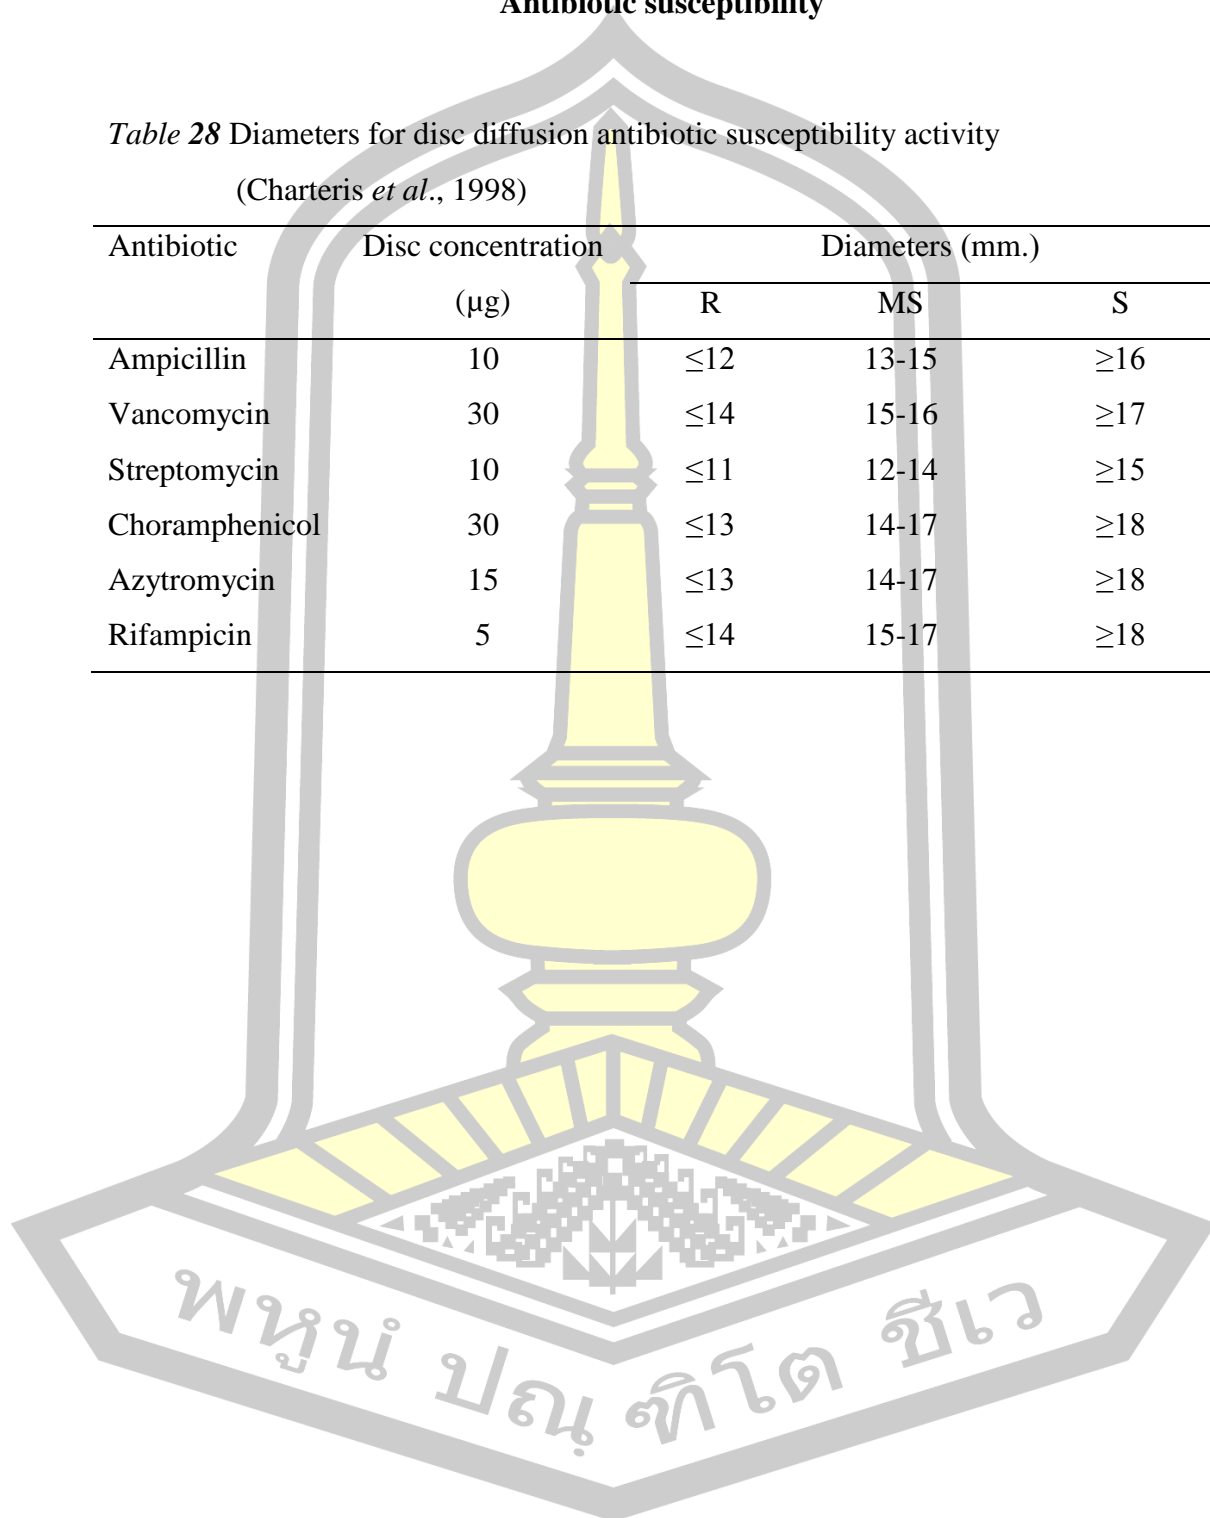 Antibiotic susceptibility
Table 28 Diameters for disc diffusion antibiotic susceptibility activity
(Charteris et al., 1998)
Antibiotic Disc concentration Diameters (mm.)
(µg) R MS S
Ampicillin 10 ≤12 13-15 ≥16
Vancomycin 30 ≤14 15-16 ≥17
Streptomycin 10 ≤11 12-14 ≥15
Choramphenicol 30 ≤13 14-17 ≥18
Azytromycin 15 ≤13 14-17 ≥18
Rifampicin 5 ≤14 15-17 ≥18
พหูนํ ปณฺฑิโต ชีเว